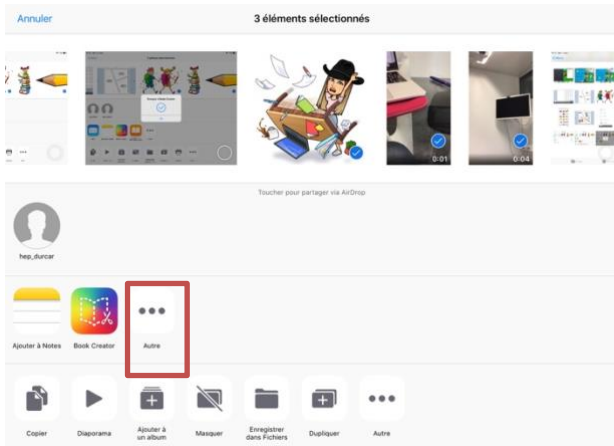 Annuler
3 éléments sélectionnés
0:01
0:04
Toucher pour partager via AirDrop
hep_durcar
Ajouter à Notes
Book Creator
Autre
Copier
Diaporama
Ajouter à
un album
Masquer
Enregistrer
dans Fichiers
Dupliquer
Autre